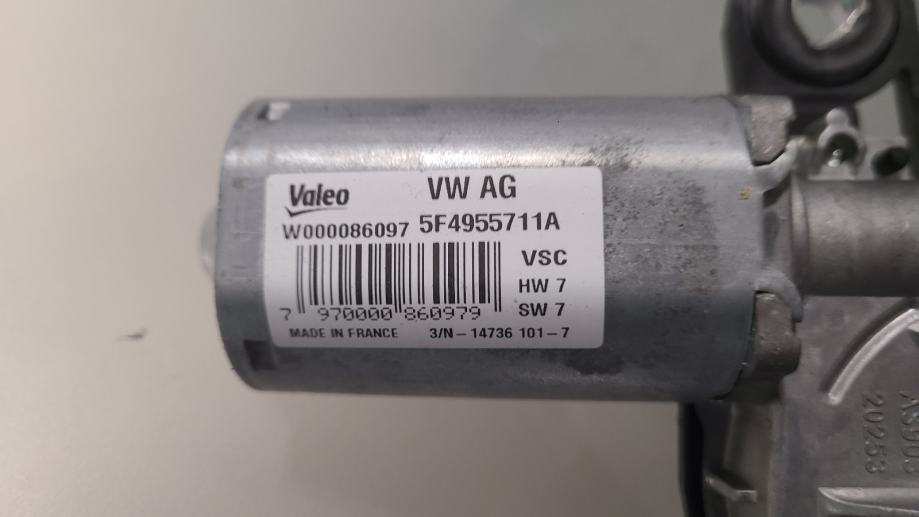 Valeo VW AG
W000086097 5F4955711A
VSC
HW 7
7 970000 860979 SW 7
MADE IN FRANCE 3/N-14736 101-7
20258